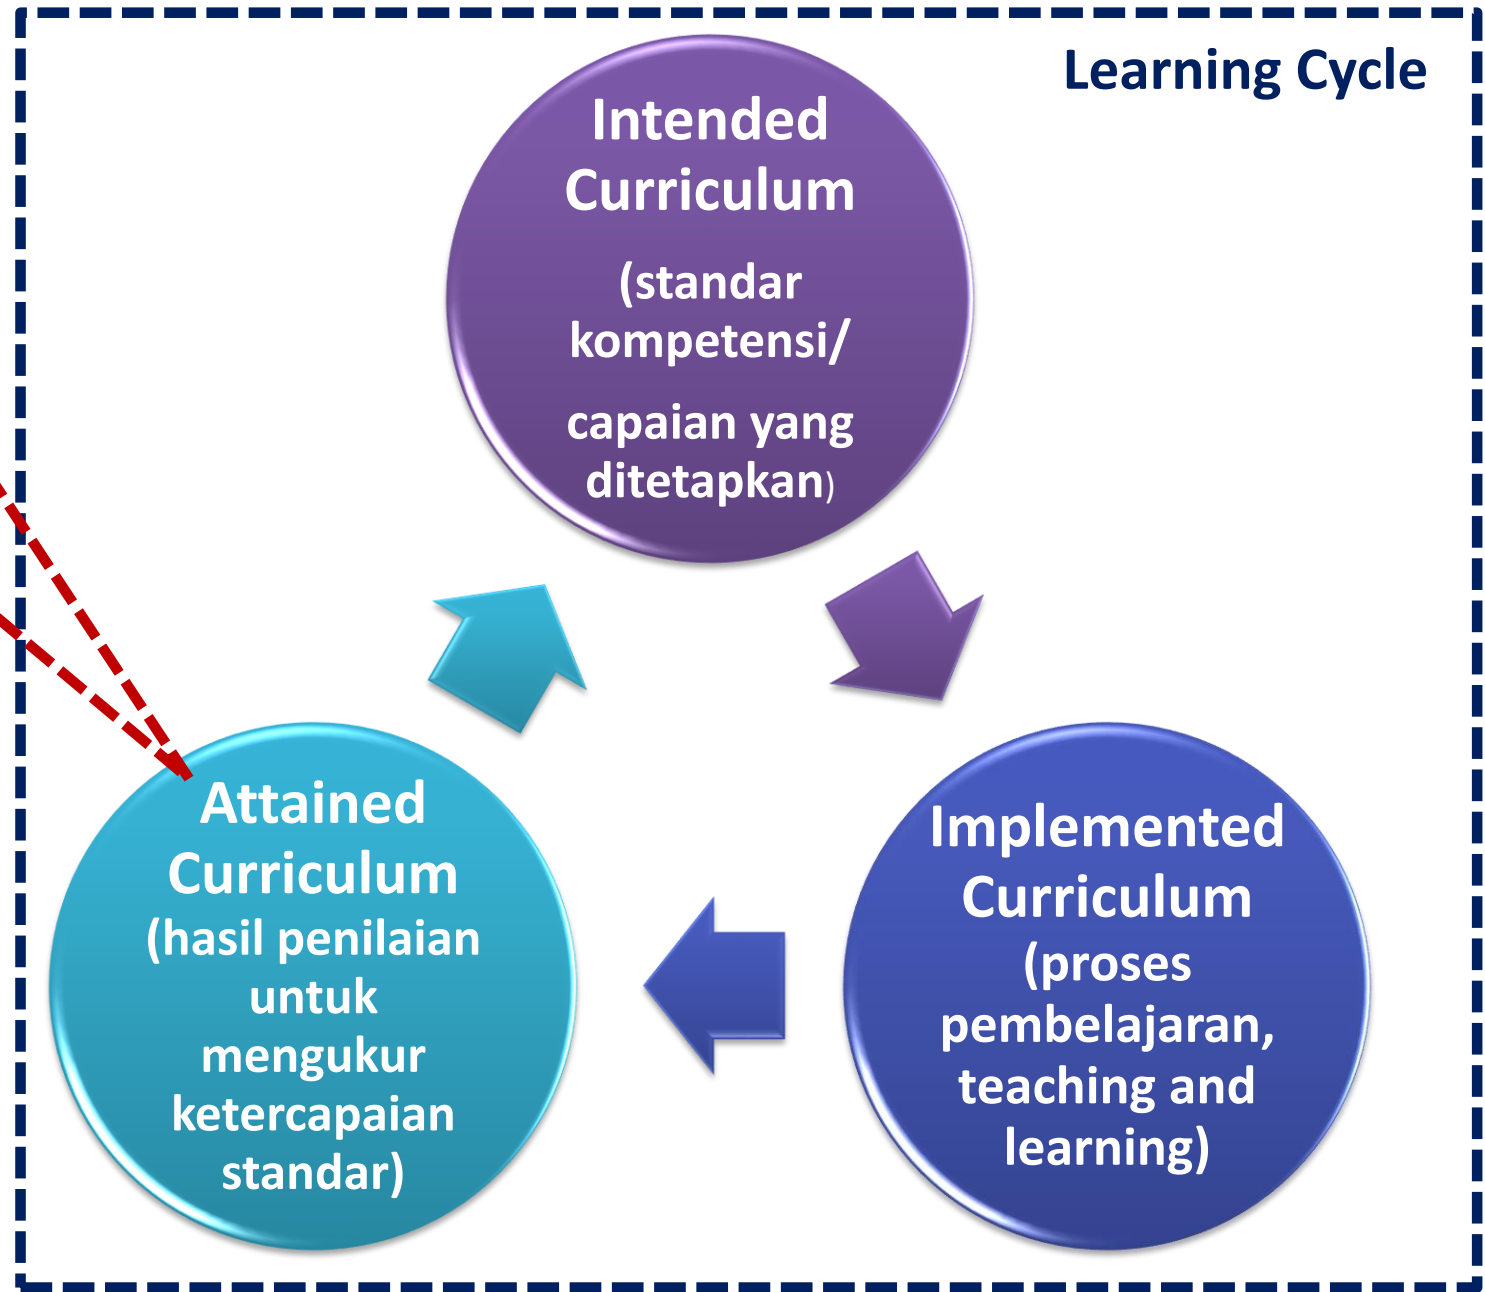 Learning Cycle
Intended
Curriculum
(standar
kompetensi/
capaian yang
ditetapkan)
Attained
Curriculum
(hasil penilaian
untuk
mengukur
ketercapaian
standar)
Implemented
Curriculum
(proses
pembelajaran,
teaching and
learning)